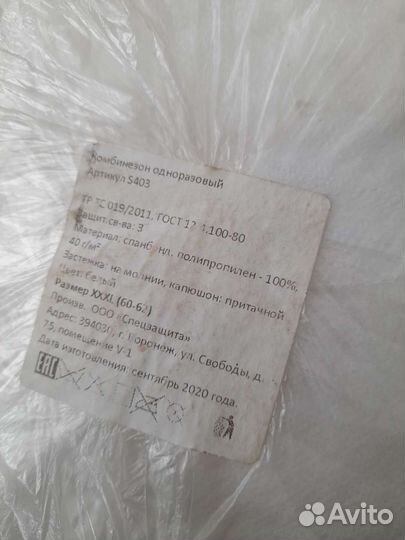 Комбинезон одноразовый
Артикул S403
ТР ТС 019/2011, ГОСТ 12.4.100-80
Защит.св-ва: З
Материал: спанбонд, полипропилен - 100%,
40 г/м²
Застежка: на молнии, капюшон: притачной
Цвет: белый
Размер XXXL (60-62)
Произв. ООО «Спецзащита»
Адрес: 394030, г. Воронеж, ул. Свободы, д.
75, помещение V-1
Дата изготовления: сентябрь 2020 года.
EAC
Avito